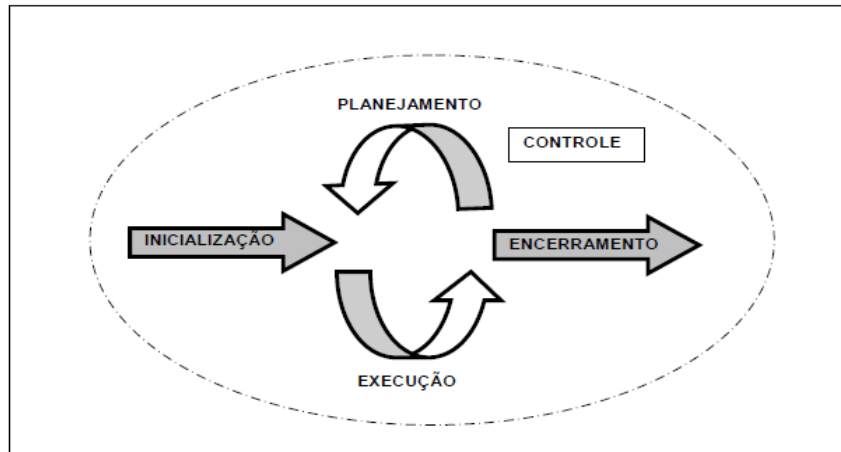 PLANEJAMENTO
CONTROLE
INICIALIZAÇÃO
ENCERRAMENTO
EXECUÇÃO